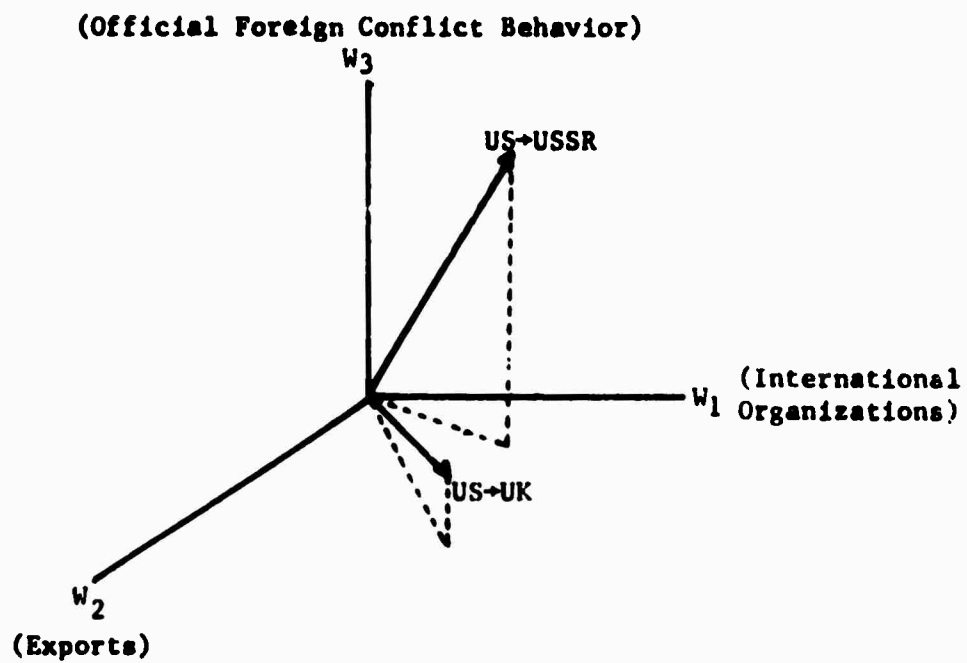 (Official Foreign Conflict Behavior)
W3
US→USSR
(International
W1 Organizations)
US→UK
W2
(Exports)